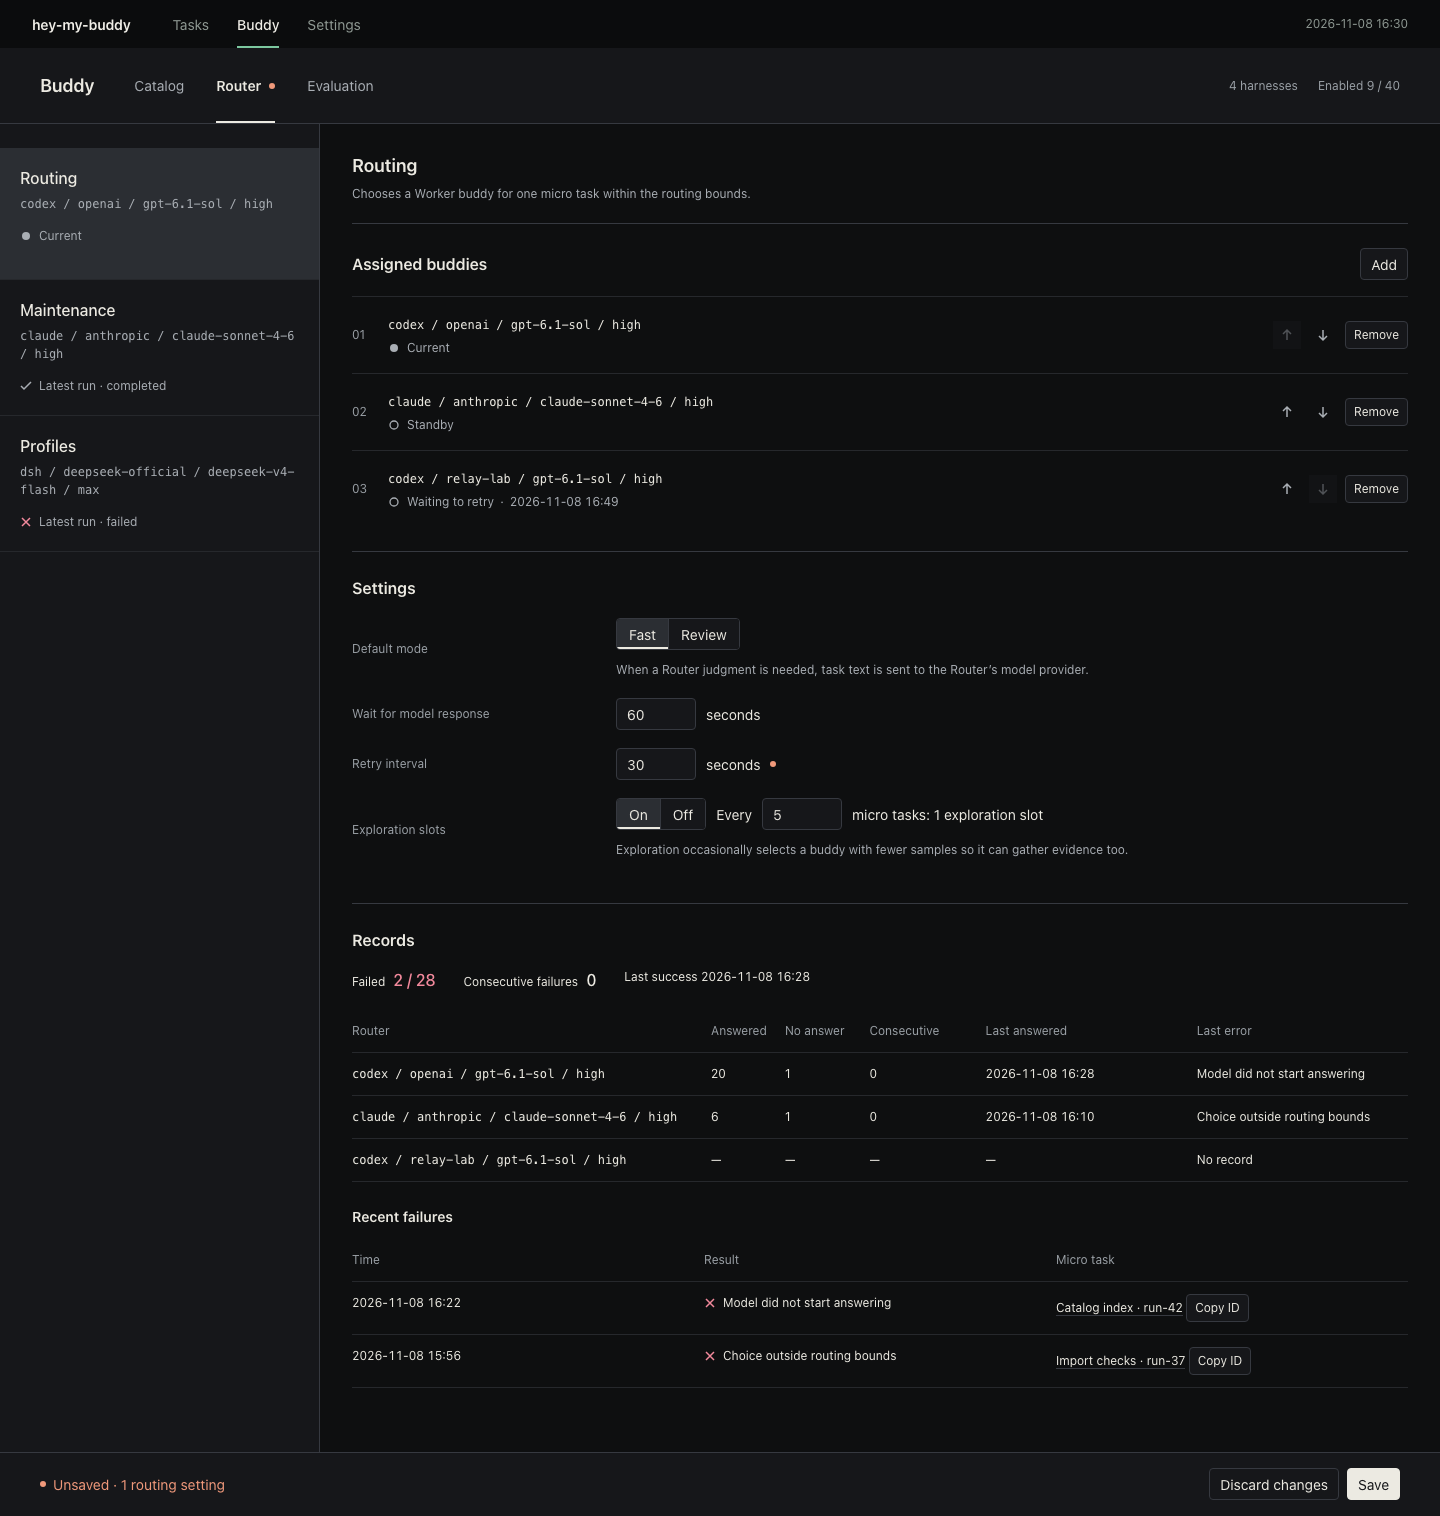 hey-my-buddy Tasks Buddy Settings 2026-11-08 16:30
Buddy Catalog Router Evaluation 4 harnesses Enabled 9 / 40
Routing
codex / openai / gpt-6.1-sol / high
Current
Maintenance
claude / anthropic / claude-sonnet-4-6
/ high
Latest run · completed
Profiles
dsh / deepseek-official / deepseek-v4-
flash / max
Latest run · failed
Routing
Chooses a Worker buddy for one micro task within the routing bounds.
Assigned buddies Add
01 codex / openai / gpt-6.1-sol / high
Current
↑ ↓ Remove
02 claude / anthropic / claude-sonnet-4-6 / high
Standby
↑ ↓ Remove
03 codex / relay-lab / gpt-6.1-sol / high
Waiting to retry · 2026-11-08 16:49
↑ ↓ Remove
Settings
Default mode Fast Review
When a Router judgment is needed, task text is sent to the Router's model provider.
Wait for model response 60 seconds
Retry interval 30 seconds
Exploration slots On Off Every 5 micro tasks: 1 exploration slot
Exploration occasionally selects a buddy with fewer samples so it can gather evidence too.
Records
Failed 2 / 28 Consecutive failures 0 Last success 2026-11-08 16:28
Router Answered No answer Consecutive Last answered Last error
codex / openai / gpt-6.1-sol / high 20 1 0 2026-11-08 16:28 Model did not start answering
claude / anthropic / claude-sonnet-4-6 / high 6 1 0 2026-11-08 16:10 Choice outside routing bounds
codex / relay-lab / gpt-6.1-sol / high — — — — No record
Recent failures
Time Result Micro task
2026-11-08 16:22 Model did not start answering Catalog index · run-42 Copy ID
2026-11-08 15:56 Choice outside routing bounds Import checks · run-37 Copy ID
Unsaved · 1 routing setting Discard changes Save